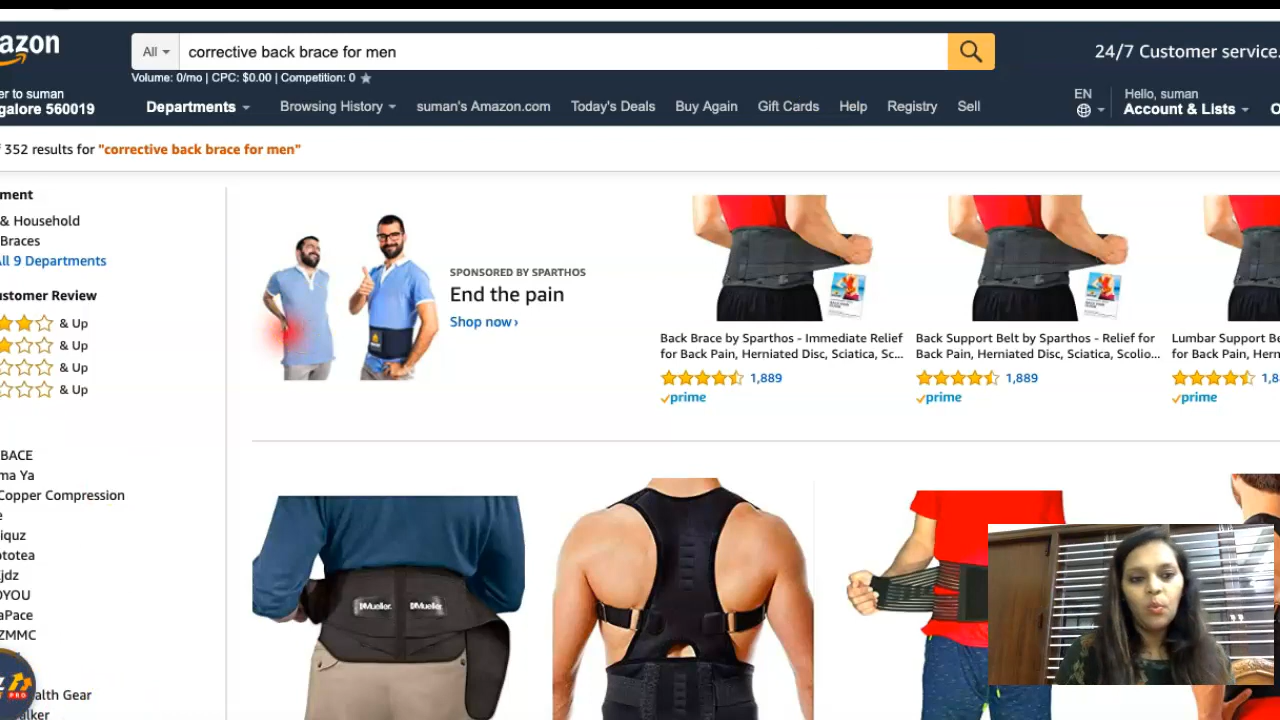 azon
All
corrective back brace for men
24/7 Customer service.
Volume: 0/mo | CPC: $0.00 | Competition: 0
er to suman
galore 560019
Departments
Browsing History
suman's Amazon.com
Today's Deals
Buy Again
Gift Cards
Help
Registry
Sell
EN
Hello, suman
Account & Lists
O
352 results for "corrective back brace for men"
ment
& Household
Braces
All 9 Departments
ustomer Review
& Up
& Up
& Up
& Up
BACE
ma Ya
Copper Compression
e
iquz
ototea
jdz
OYOU
aPace
ZMMC
PRO
alth Gear
alker
SPONSORED BY SPARTHOS
End the pain
Shop now ›
Back Brace by Sparthos - Immediate Relief
for Back Pain, Herniated Disc, Sciatica, Sc...
1,889
prime
Back Support Belt by Sparthos - Relief for
Back Pain, Herniated Disc, Sciatica, Scolio...
1,889
prime
Lumbar Support Be
for Back Pain, Hern
1,8
prime
Mueller
Mueller